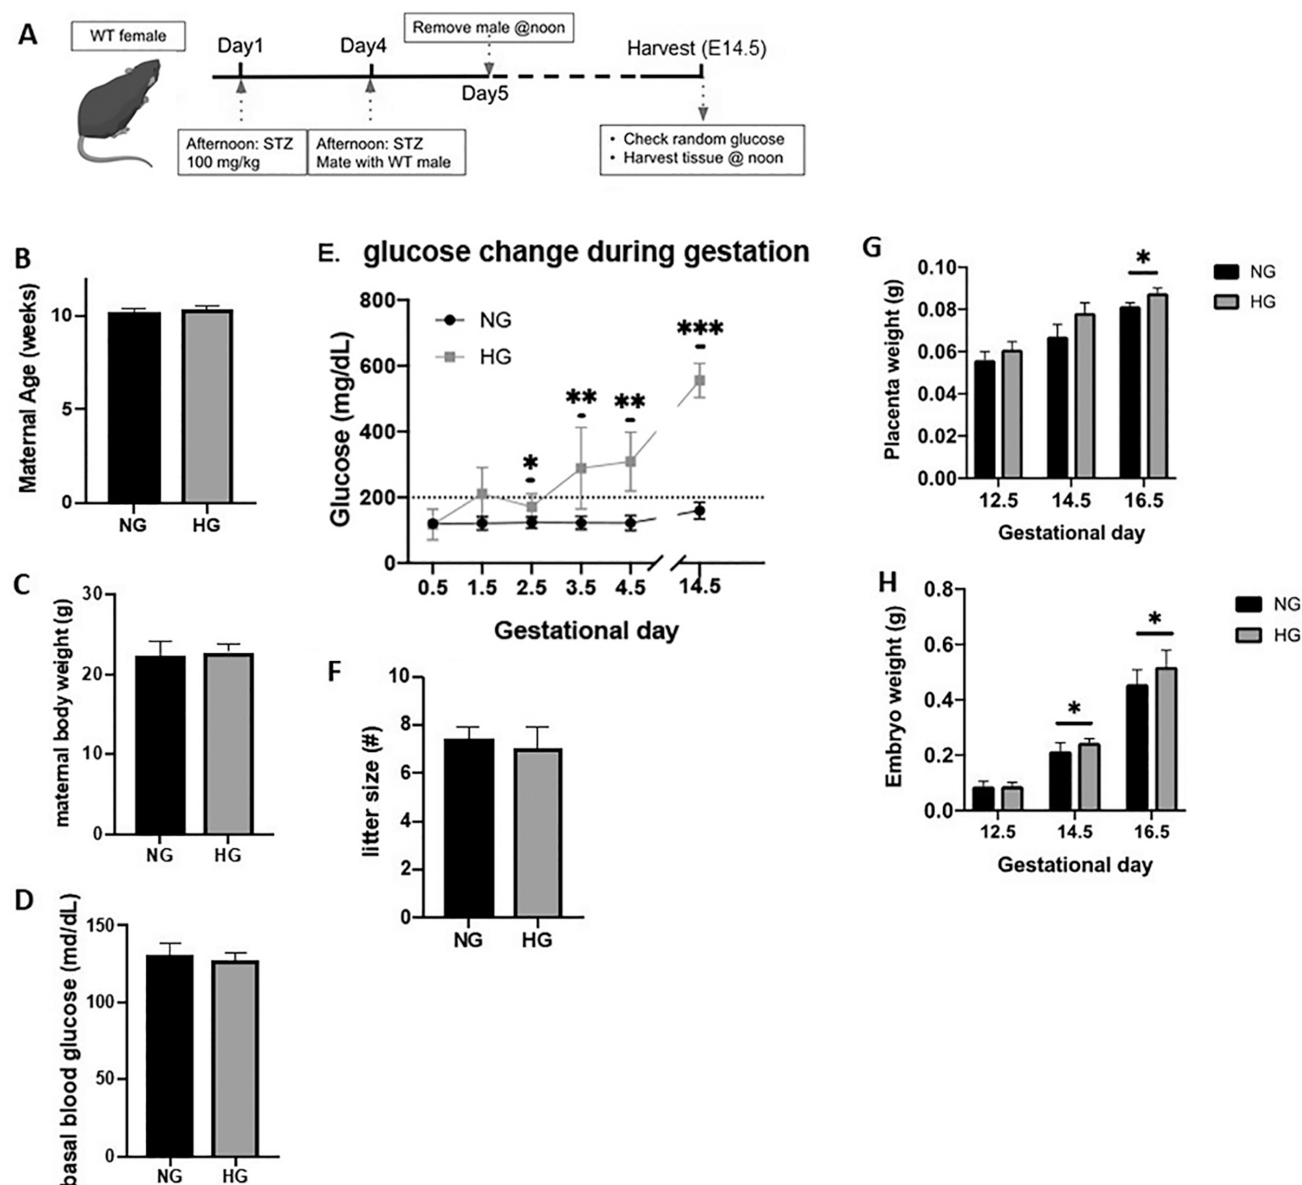 A
WT female
Day1
Day4
Remove male @noon
Day5
Harvest (E14.5)
Afternoon: STZ
100 mg/kg
Afternoon: STZ
Mate with WT male
• Check random glucose
• Harvest tissue @ noon
B
Maternal Age (weeks)
10
5
0
NG HG
C
maternal body weight (g)
30
20
10
0
NG HG
D
basal blood glucose (md/dL)
150
100
50
0
NG HG
E. glucose change during gestation
Glucose (mg/dL)
800
600
400
200
0
NG
HG
*
**
**
***
0.5 1.5 2.5 3.5 4.5 14.5
Gestational day
F
litter size (#)
10
8
6
4
2
0
NG HG
G
Placenta weight (g)
0.10
0.08
0.06
0.04
0.02
0.00
*
NG
HG
12.5 14.5 16.5
Gestational day
H
Embryo weight (g)
0.8
0.6
0.4
0.2
0.0
*
*
NG
HG
12.5 14.5 16.5
Gestational day